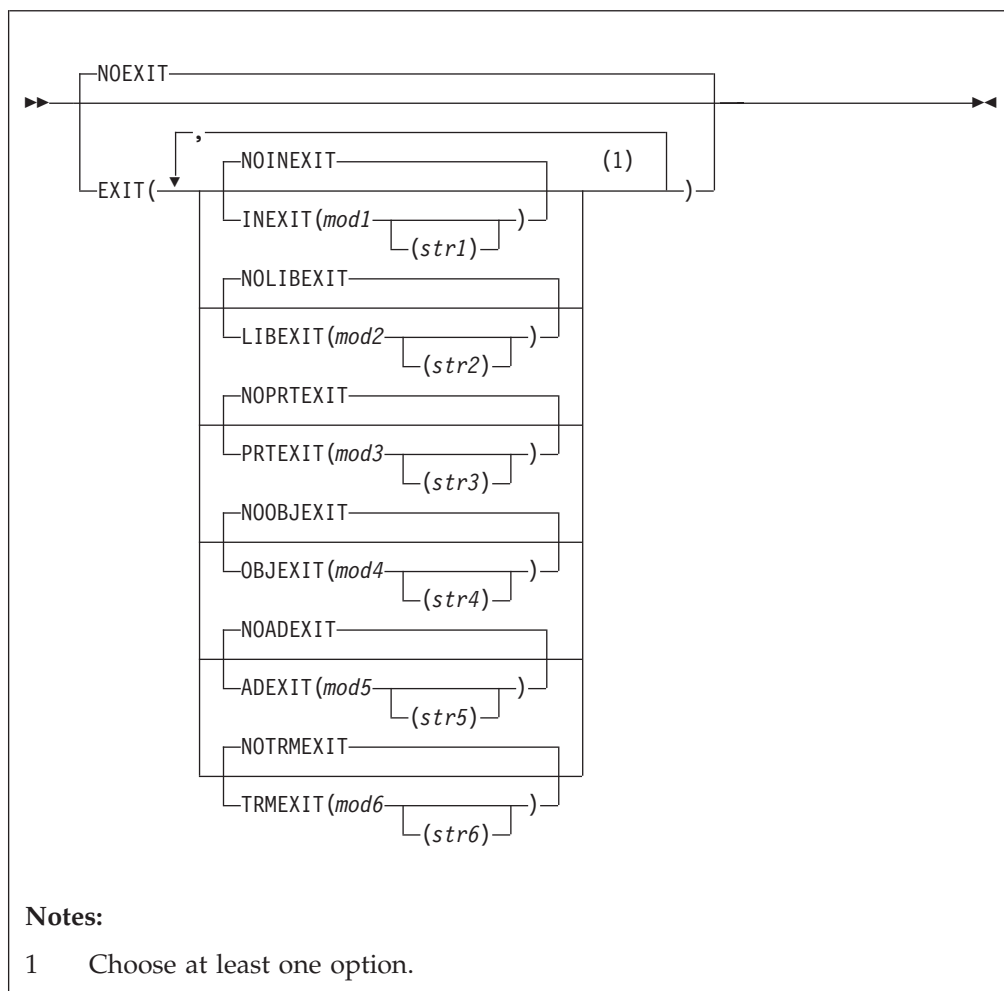 NOEXIT
,
EXIT(
NOINEXIT
(1)
)
INEXIT(mod1
)
(str1)
NOLIBEXIT
LIBEXIT(mod2
)
(str2)
NOPRTEXIT
PRTEXIT(mod3
)
(str3)
NOOBJEXIT
OBJEXIT(mod4
)
(str4)
NOADEXIT
ADEXIT(mod5
)
(str5)
NOTRMEXIT
TRMEXIT(mod6
)
(str6)
Notes:
1 Choose at least one option.